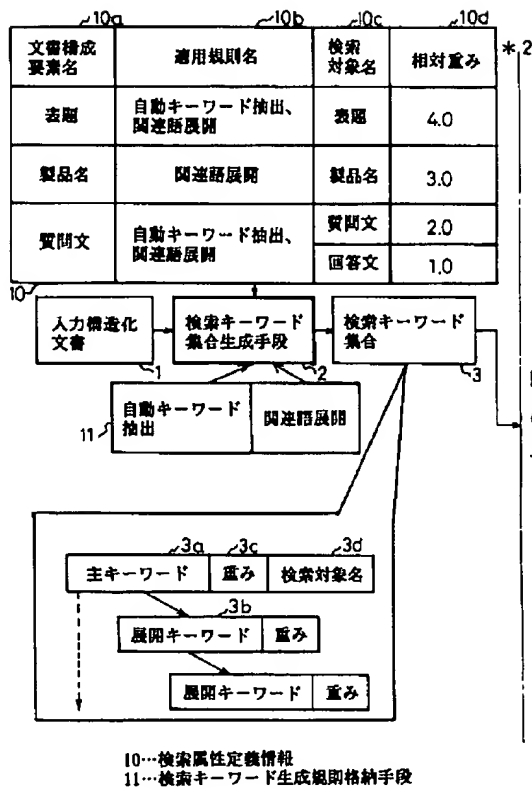 10a 10b 10c 10d
文書構成
要素名
適用規則名
検索
対象名
相対重み
*2
表題
自動キーワード抽出、
関連語展開
表題
4.0
製品名
関連語展開
製品名
3.0
質問文
自動キーワード抽出、
関連語展開
質問文
2.0
回答文
1.0
10
入力構造化
文書
1
検索キーワード
集合生成手段
2
検索キーワード
集合
3
11
自動キーワード
抽出
関連語展開
3a 3c 3d
主キーワード 重み 検索対象名
3b
展開キーワード 重み
展開キーワード 重み
10…検索属性定義情報
11…検索キーワード生成規則格納手段